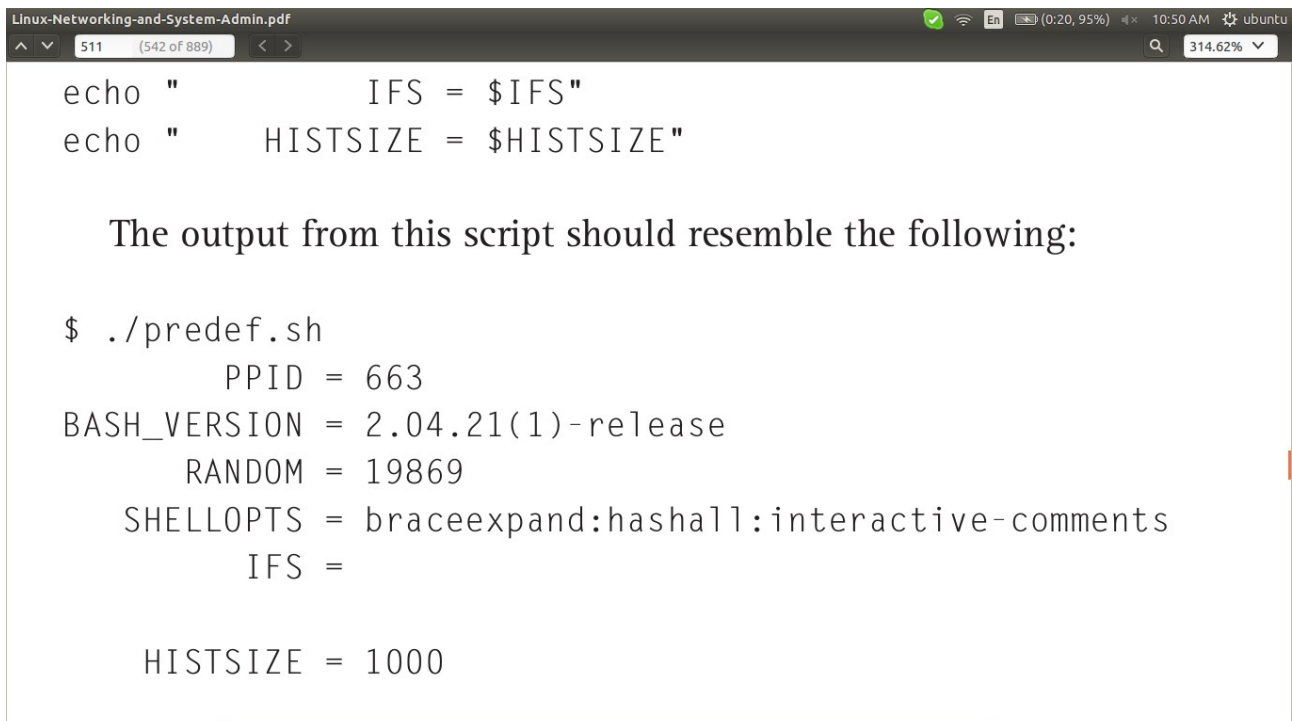 Linux-Networking-and-System-Admin.pdf En (0:20, 95%) 10:50 AM ubuntu
511 (542 of 889) 314.62%
echo "          IFS = $IFS"
echo "     HISTSIZE = $HISTSIZE"
The output from this script should resemble the following:
$ ./predef.sh
        PPID = 663
BASH_VERSION = 2.04.21(1)-release
      RANDOM = 19869
   SHELLOPTS = braceexpand:hashall:interactive-comments
         IFS =
    HISTSIZE = 1000